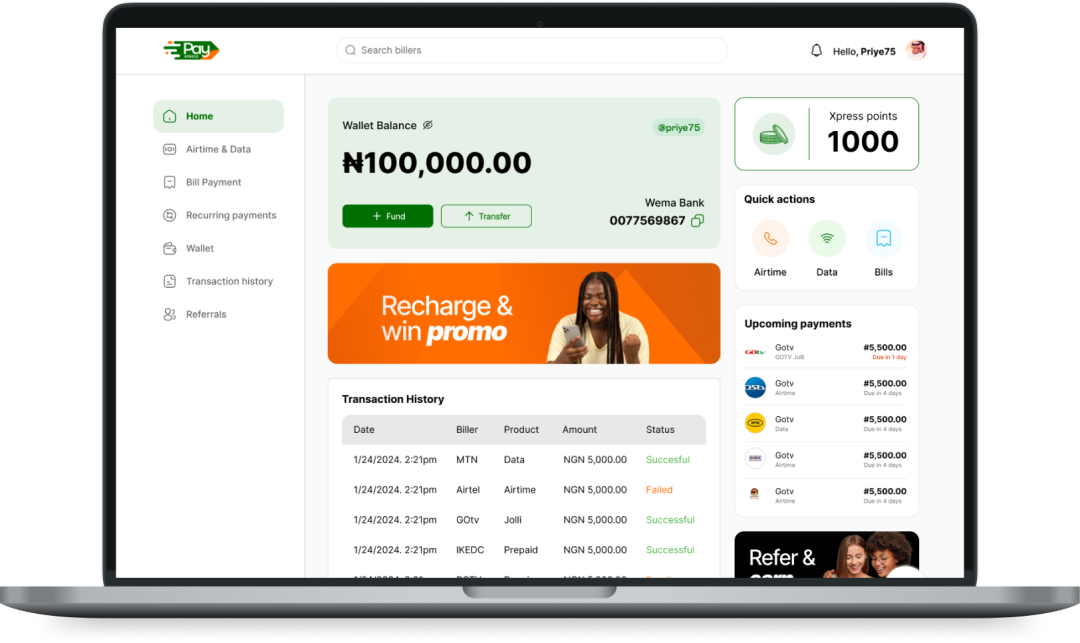 Pay
XPRESS
Search billers
Hello, Priye75
Home
Airtime & Data
Bill Payment
Recurring payments
Wallet
Transaction history
Referrals
Wallet Balance
@priye75
₦100,000.00
Wema Bank
0077569867
+ Fund
Transfer
Xpress points
1000
Quick actions
Airtime
Data
Bills
Recharge &
win promo
Upcoming payments
GOtv
Gotv
₦5,500.00
GOTV Jolli
Due in 1 day
DStv
Gotv
₦5,500.00
Airtime
Due in 4 days
MTN
Gotv
₦5,500.00
Data
Due in 4 days
Gotv
₦5,500.00
Airtime
Due in 4 days
Gotv
₦5,500.00
Airtime
Due in 4 days
Transaction History
Date Biller Product Amount Status
1/24/2024. 2:21pm MTN Data NGN 5,000.00 Succesful
1/24/2024. 2:21pm Airtel Airtime NGN 5,000.00 Failed
1/24/2024. 2:21pm GOtv Jolli NGN 5,000.00 Successful
1/24/2024. 2:21pm IKEDC Prepaid NGN 5,000.00 Successful
Refer &
earn